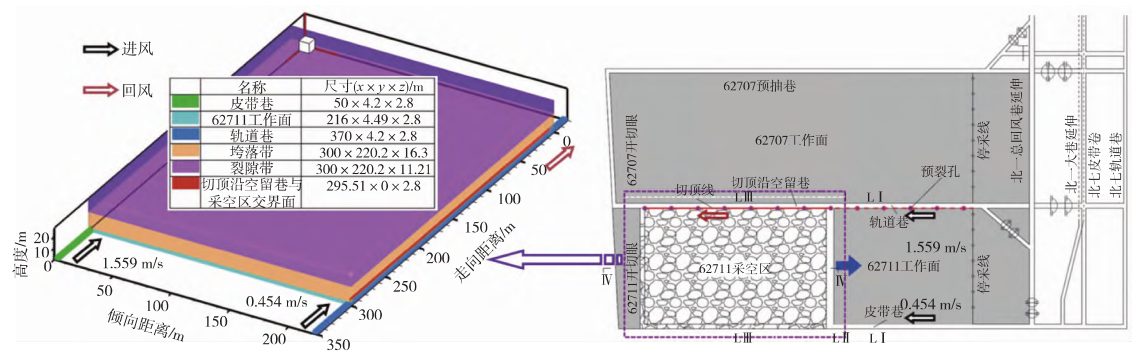 进风
回风
名称 尺寸(x×y×z)/m
皮带巷 50×4.2×2.8
62711工作面 216×4.49×2.8
轨道巷 370×4.2×2.8
垮落带 300×220.2×16.3
裂隙带 300×220.2×11.21
切顶沿空留巷与
采空区交界面 295.51×0×2.8
高度/m
20
10
0
0
50
100
150
200
250
300
350
走向距离/m
50
100
150
200
倾向距离/m
1.559 m/s
0.454 m/s
62707预抽巷
62707开切眼
62707工作面
停采线
北一总回风巷延伸
北一大巷延伸
北七皮带巷
北七轨道巷
预裂孔
切顶线
切顶沿空留巷
LⅢ
LⅠ
轨道巷
1.559 m/s
62711开切眼
62711采空区
62711工作面
停采线
Ⅳ
Ⅳ
皮带巷
0.454 m/s
LⅢ
LⅡ
LⅠ